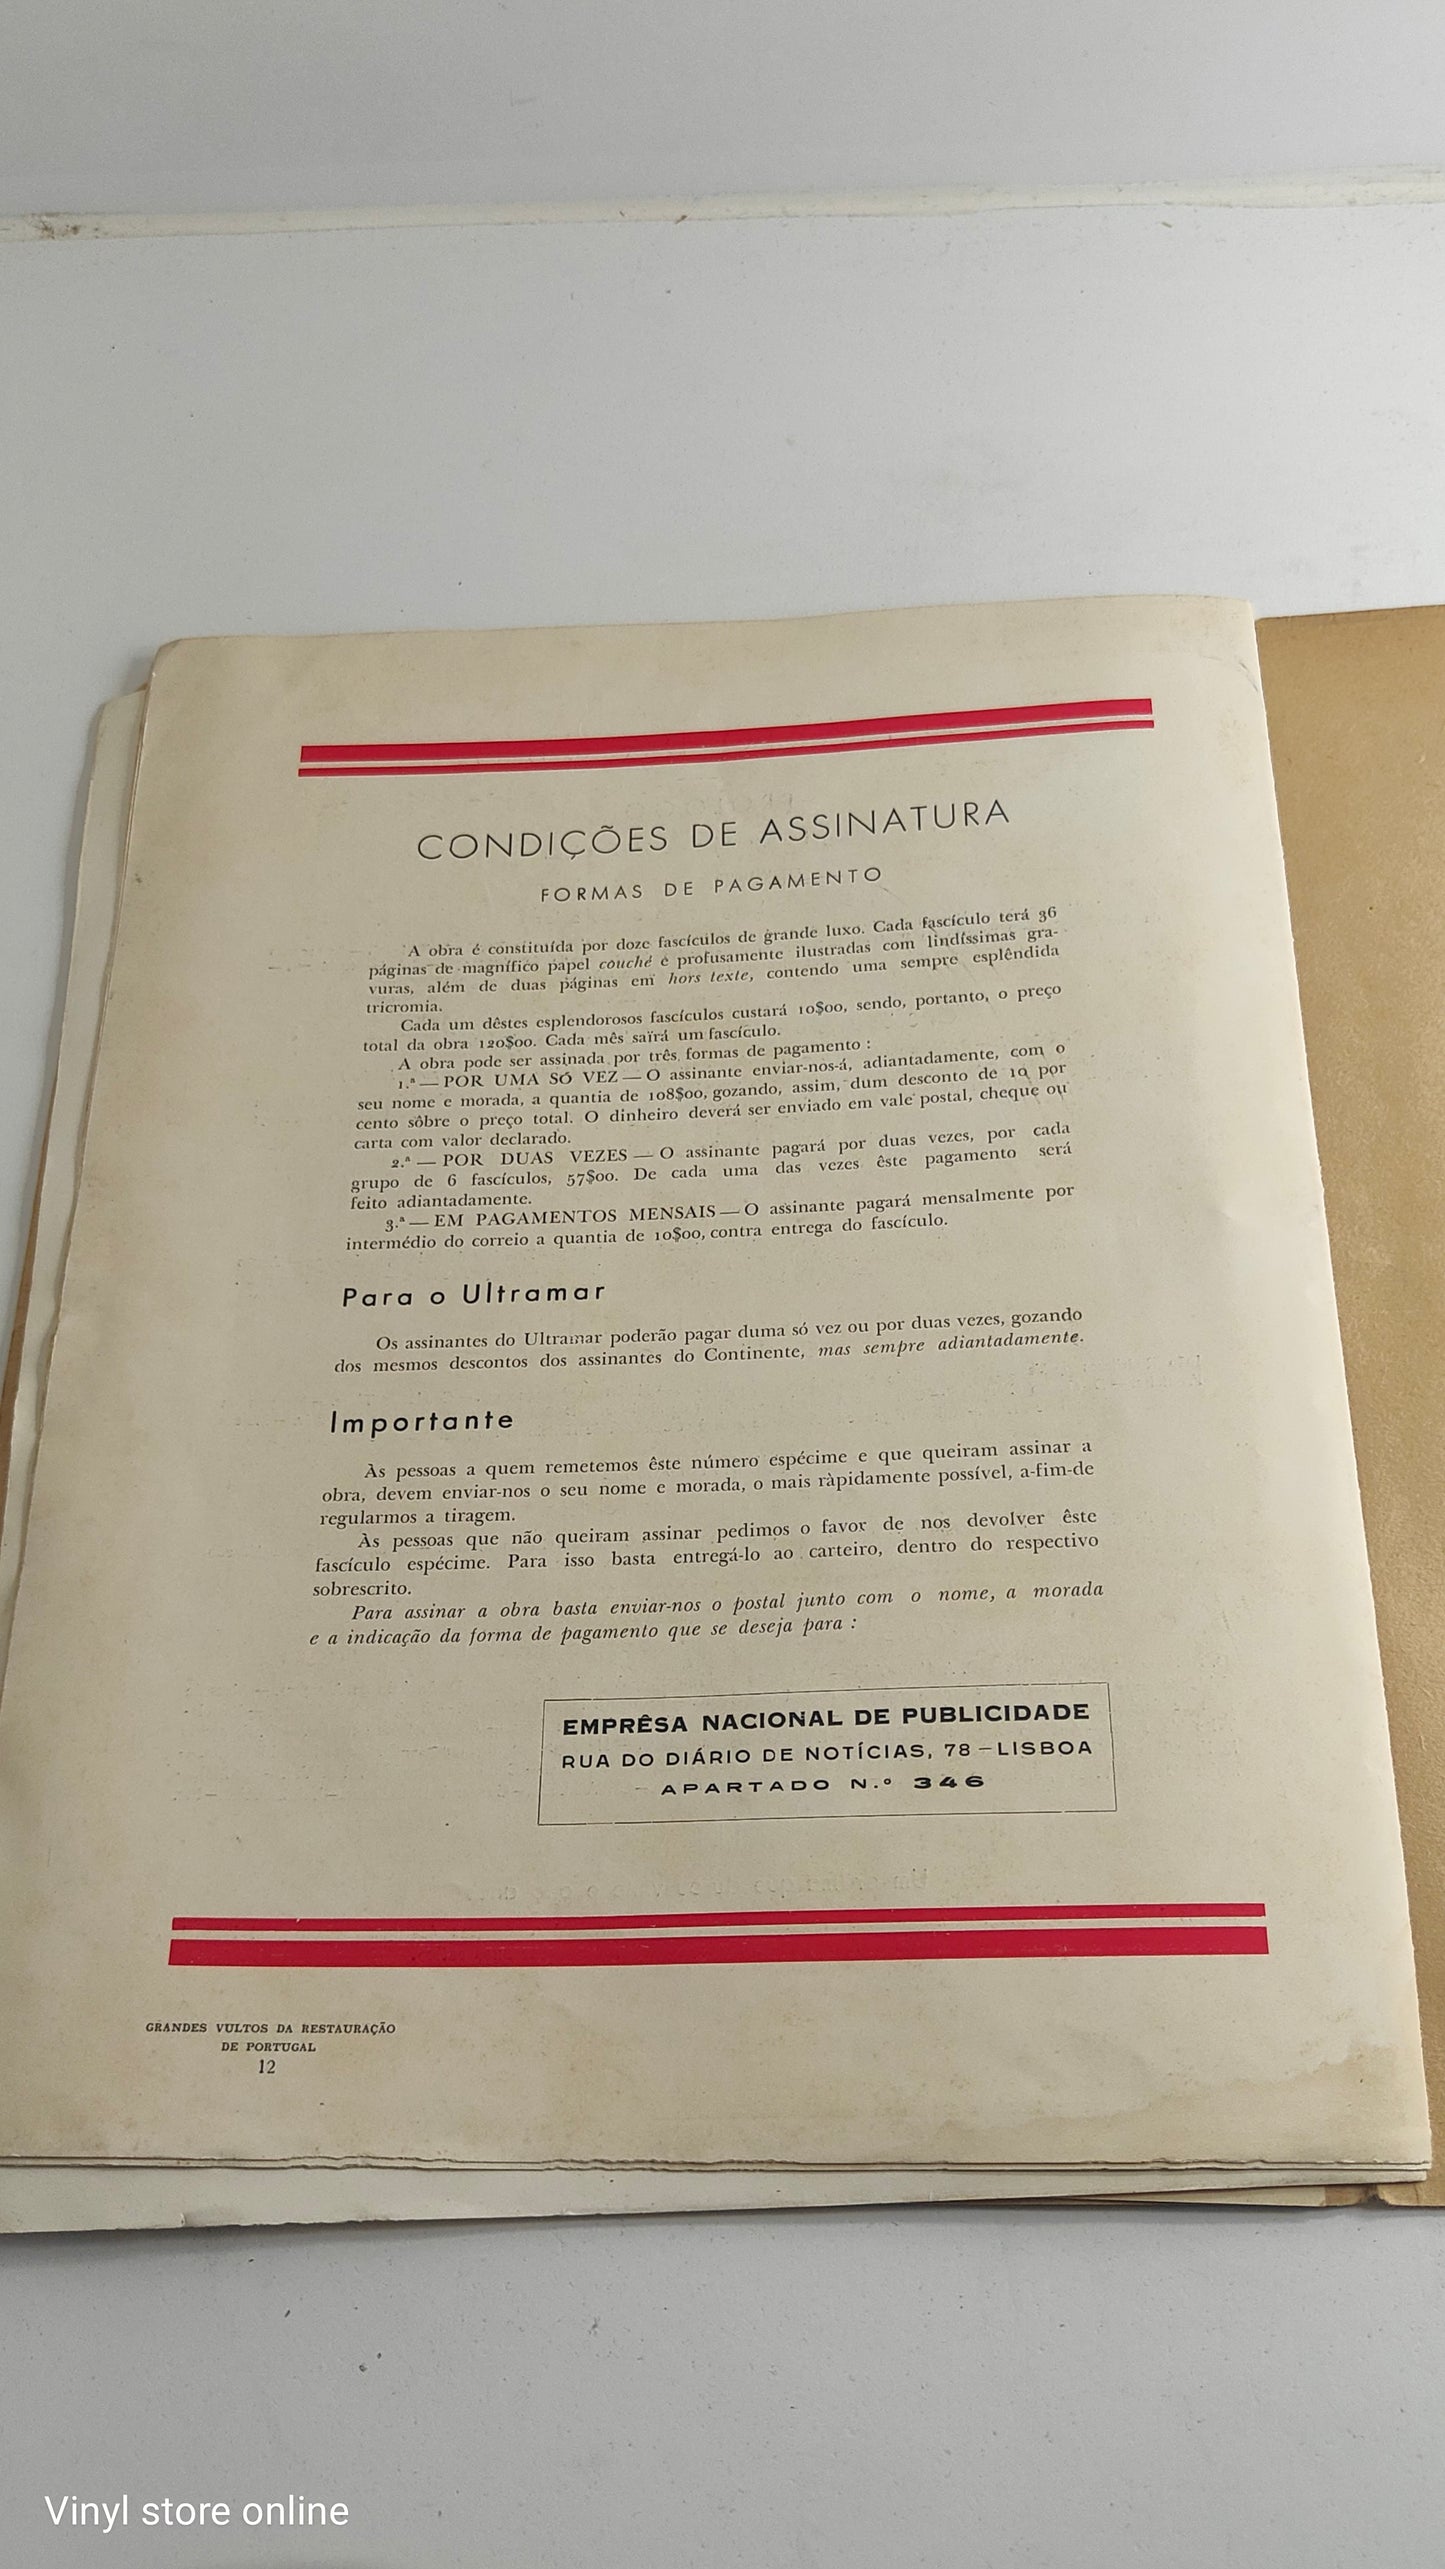 CONDIÇÕES DE ASSINATURA
FORMAS DE PAGAMENTO
A obra é constituída por doze fascículos de grande luxo. Cada fascículo terá 36
páginas de magnífico papel couché e profusamente ilustradas com lindíssimas gra-
vuras, além de duas páginas em hors texte, contendo uma sempre esplêndida
tricromia.
Cada um dêstes esplendorosos fascículos custará 10$00, sendo, portanto, o preço
total da obra 120$00. Cada mês saïrá um fascículo.
A obra pode ser assinada por três formas de pagamento :
1.ª — POR UMA SÓ VEZ — O assinante enviar-nos-á, adiantadamente, com o
seu nome e morada, a quantia de 108$00, gozando, assim, dum desconto de 10 por
cento sôbre o preço total. O dinheiro deverá ser enviado em vale postal, cheque ou
carta com valor declarado.
2.ª — POR DUAS VEZES — O assinante pagará por duas vezes, por cada
grupo de 6 fascículos, 57$00. De cada uma das vezes êste pagamento será
feito adiantadamente.
3.ª — EM PAGAMENTOS MENSAIS — O assinante pagará mensalmente por
intermédio do correio a quantia de 10$00, contra entrega do fascículo.
Para o Ultramar
Os assinantes do Ultramar poderão pagar duma só vez ou por duas vezes, gozando
dos mesmos descontos dos assinantes do Continente, mas sempre adiantadamente.
Importante
Às pessoas a quem remetemos êste número espécime e que queiram assinar a
obra, devem enviar-nos o seu nome e morada, o mais ràpidamente possível, a-fim-de
regularmos a tiragem.
Às pessoas que não queiram assinar pedimos o favor de nos devolver êste
fascículo espécime. Para isso basta entregá-lo ao carteiro, dentro do respectivo
sobrescrito.
Para assinar a obra basta enviar-nos o postal junto com o nome, a morada
e a indicação da forma de pagamento que se deseja para :
EMPRÊSA NACIONAL DE PUBLICIDADE
RUA DO DIÁRIO DE NOTÍCIAS, 78 — LISBOA
APARTADO N.º 346
GRANDES VULTOS DA RESTAURAÇÃO
DE PORTUGAL
12
Vinyl store online